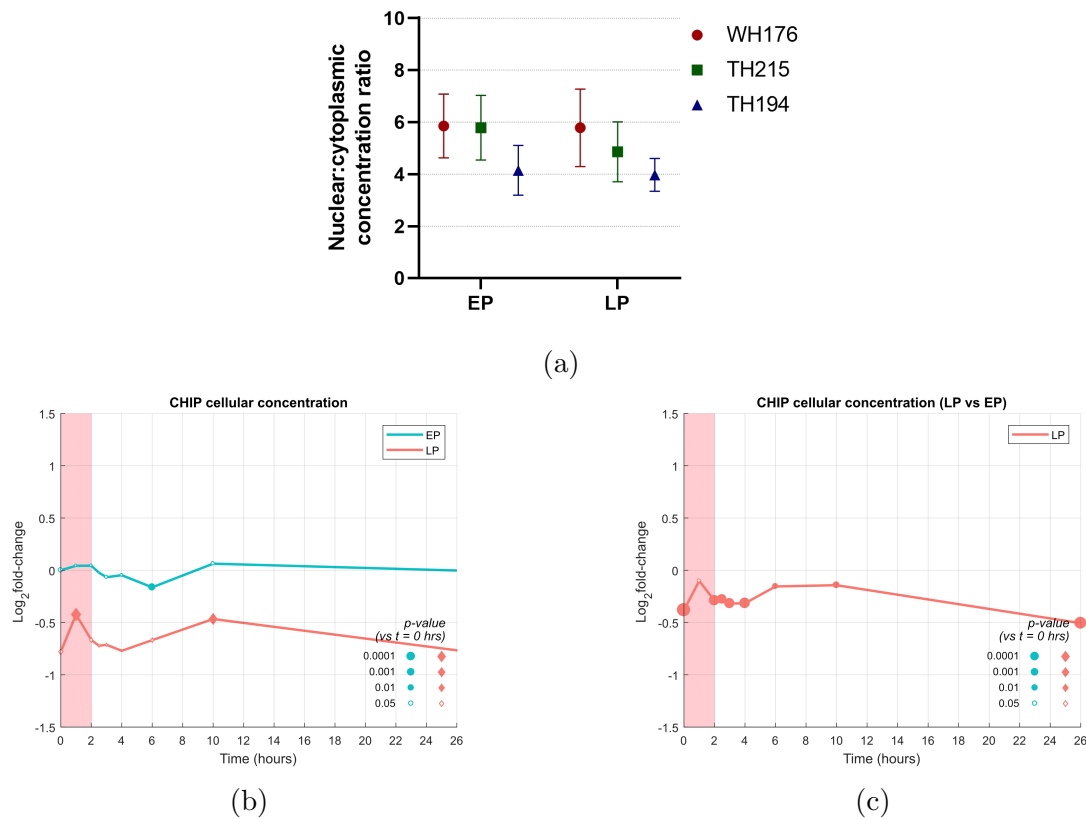 10
8
6
4
2
0
Nuclear:cytoplasmic
concentration ratio
EP
LP
WH176
TH215
TH194
(a)
CHIP cellular concentration
1.5
1
0.5
0
-0.5
-1
-1.5
Log2fold-change
EP
LP
p-value
(vs t = 0 hrs)
0.0001
0.001
0.01
0.05
0 2 4 6 8 10 12 14 16 18 20 22 24 26
Time (hours)
(b)
CHIP cellular concentration (LP vs EP)
1.5
1
0.5
0
-0.5
-1
-1.5
Log2fold-change
LP
p-value
(vs t = 0 hrs)
0.0001
0.001
0.01
0.05
0 2 4 6 8 10 12 14 16 18 20 22 24 26
Time (hours)
(c)